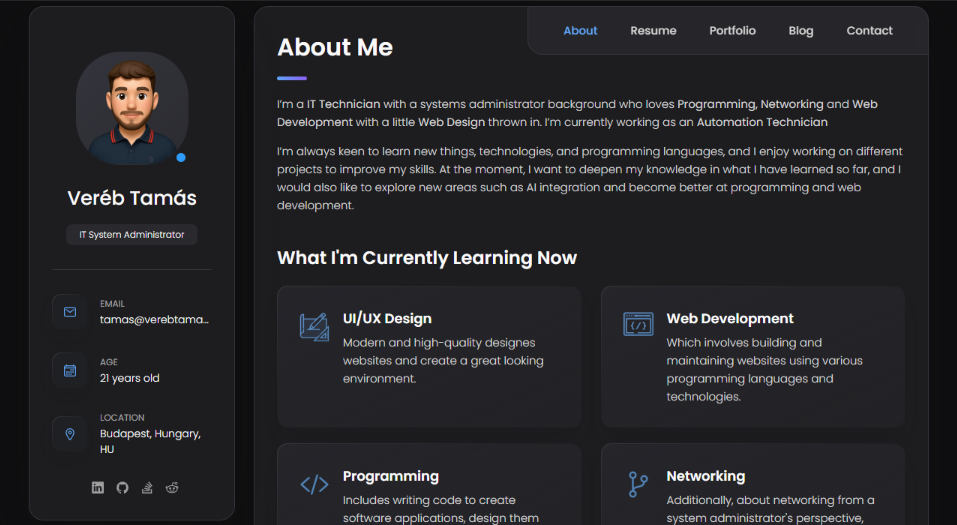 Veréb Tamás
IT System Administrator
EMAIL
tamas@verebtama...
AGE
21 years old
LOCATION
Budapest, Hungary,
HU
About Resume Portfolio Blog Contact
About Me
I'm a IT Technician with a systems administrator background who loves Programming, Networking and Web
Development with a little Web Design thrown in. I'm currently working as an Automation Technician
I'm always keen to learn new things, technologies, and programming languages, and I enjoy working on different
projects to improve my skills. At the moment, I want to deepen my knowledge in what I have learned so far, and I
would also like to explore new areas such as AI integration and become better at programming and web
development.
What I'm Currently Learning Now
UI/UX Design
Modern and high-quality designes
websites and create a great looking
environment.
Web Development
Which involves building and
maintaining websites using various
programming languages and
technologies.
Programming
Includes writing code to create
software applications, design them
Networking
Additionally, about networking from a
system administrator's perspective,